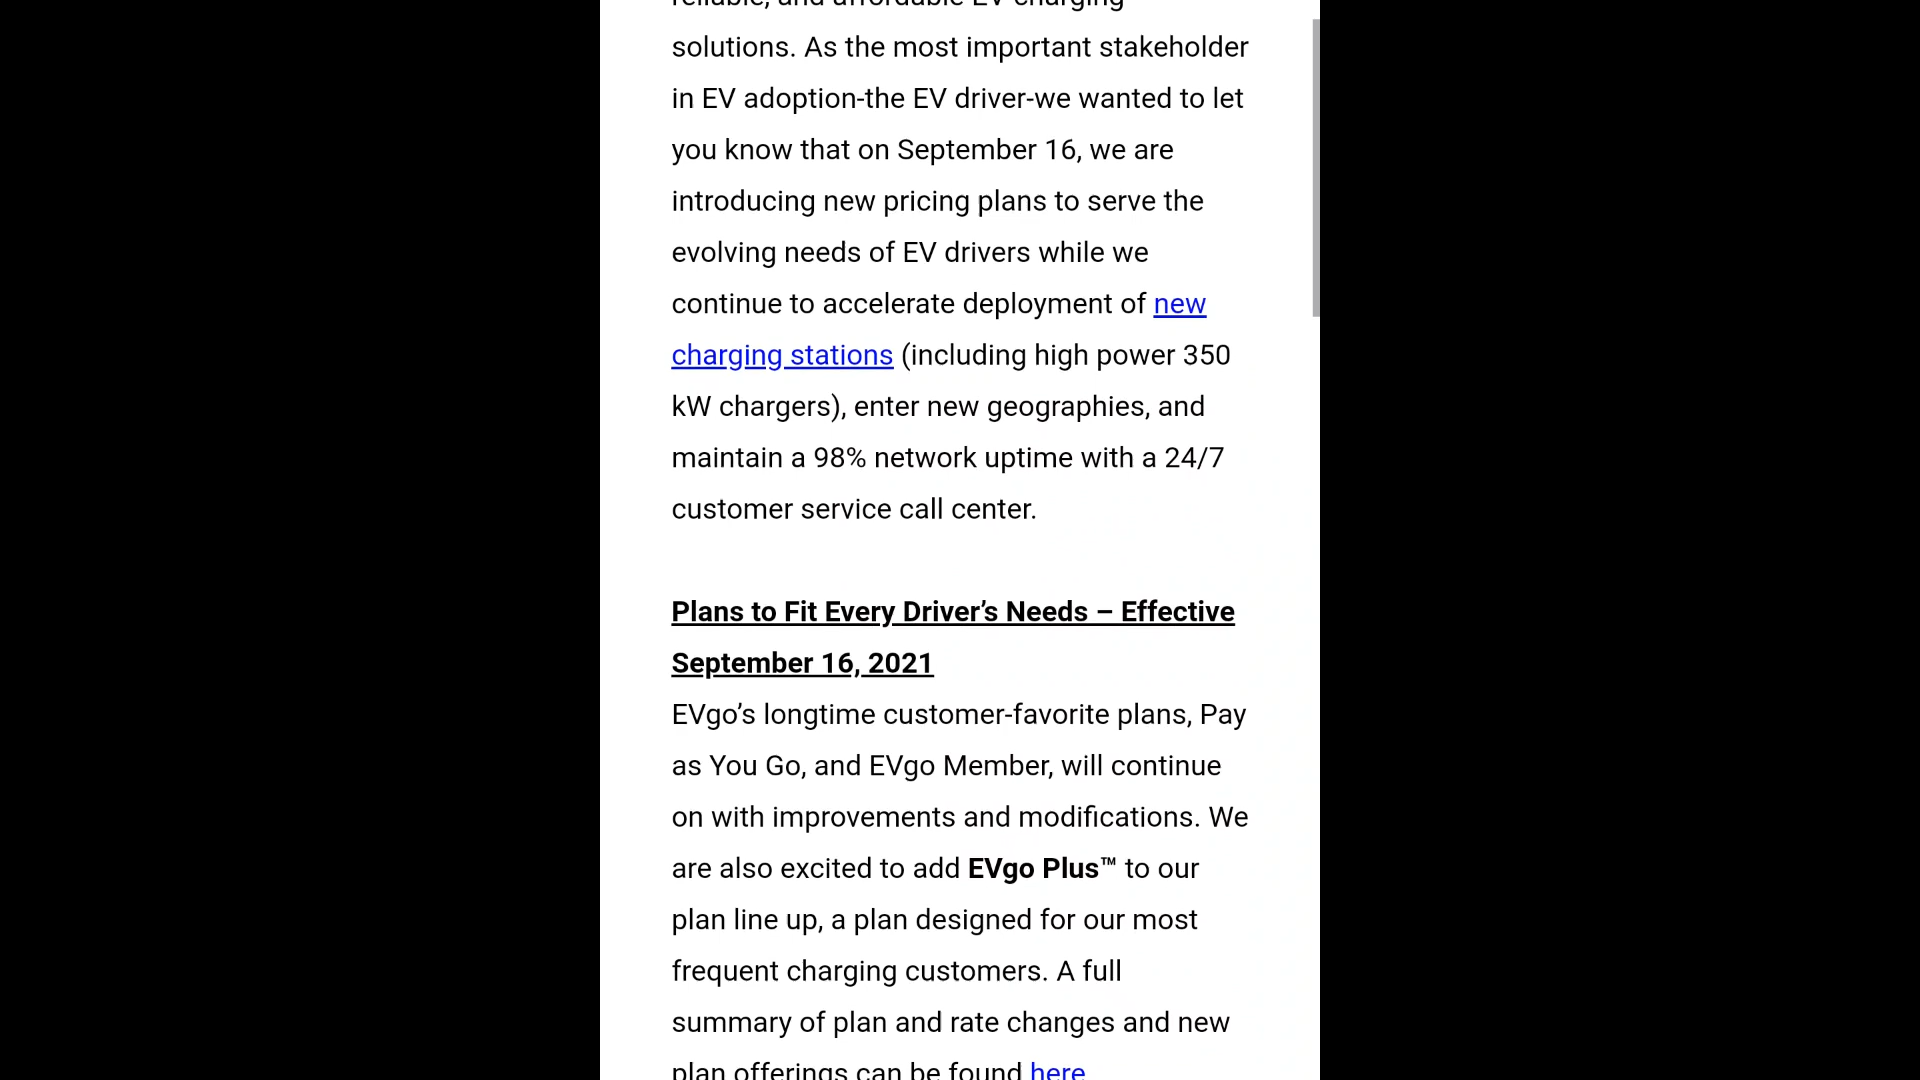 reliable, and affordable EV charging
solutions. As the most important stakeholder
in EV adoption-the EV driver-we wanted to let
you know that on September 16, we are
introducing new pricing plans to serve the
evolving needs of EV drivers while we
continue to accelerate deployment of new
charging stations (including high power 350
kW chargers), enter new geographies, and
maintain a 98% network uptime with a 24/7
customer service call center.
Plans to Fit Every Driver’s Needs – Effective
September 16, 2021
EVgo’s longtime customer-favorite plans, Pay
as You Go, and EVgo Member, will continue
on with improvements and modifications. We
are also excited to add EVgo Plus™ to our
plan line up, a plan designed for our most
frequent charging customers. A full
summary of plan and rate changes and new
plan offerings can be found here